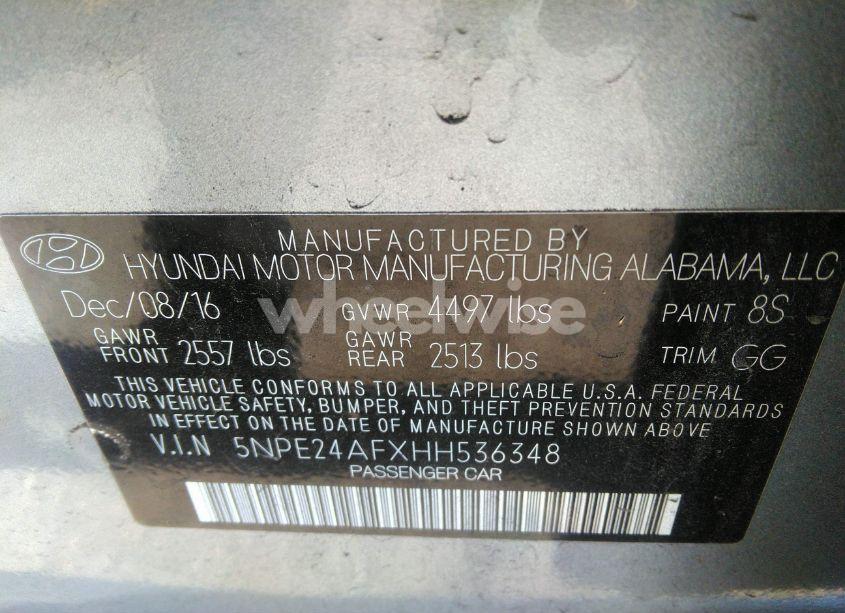 MANUFACTURED BY
HYUNDAI MOTOR MANUFACTURING ALABAMA, LLC
Dec/08/16 GVWR 4497 lbs PAINT 8S
GAWR FRONT 2557 lbs GAWR REAR 2513 lbs TRIM GG
THIS VEHICLE CONFORMS TO ALL APPLICABLE U.S.A. FEDERAL
MOTOR VEHICLE SAFETY, BUMPER, AND THEFT PREVENTION STANDARDS
IN EFFECT ON THE DATE OF MANUFACTURE SHOWN ABOVE.
V.I.N 5NPE24AFXHH536348
PASSENGER CAR
wheelwise